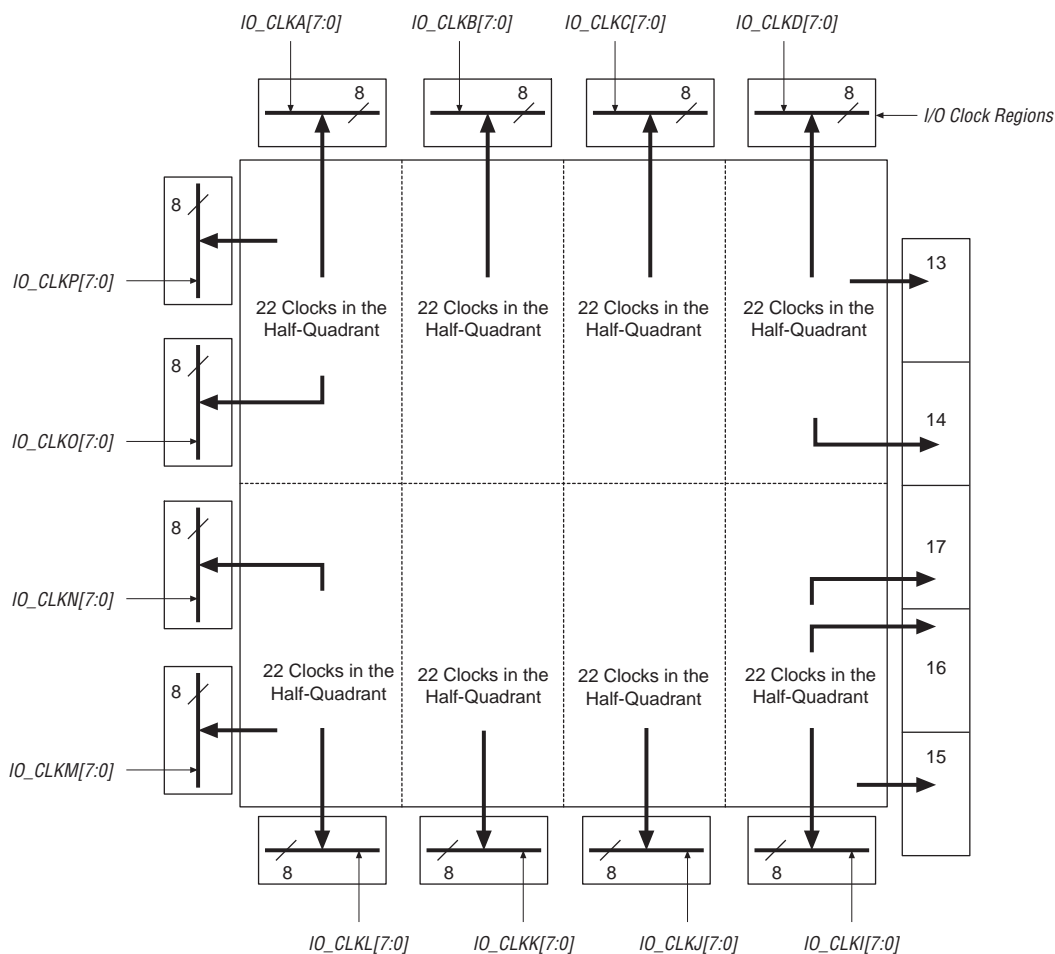 IO_CLKA[7:0]
IO_CLKB[7:0]
IO_CLKC[7:0]
IO_CLKD[7:0]
8
8
8
8
I/O Clock Regions
8
IO_CLKP[7:0]
13
22 Clocks in the
Half-Quadrant
22 Clocks in the
Half-Quadrant
22 Clocks in the
Half-Quadrant
22 Clocks in the
Half-Quadrant
8
IO_CLKO[7:0]
14
8
IO_CLKN[7:0]
17
22 Clocks in the
Half-Quadrant
22 Clocks in the
Half-Quadrant
22 Clocks in the
Half-Quadrant
22 Clocks in the
Half-Quadrant
16
8
IO_CLKM[7:0]
15
8
8
8
8
IO_CLKL[7:0]
IO_CLKK[7:0]
IO_CLKJ[7:0]
IO_CLKI[7:0]